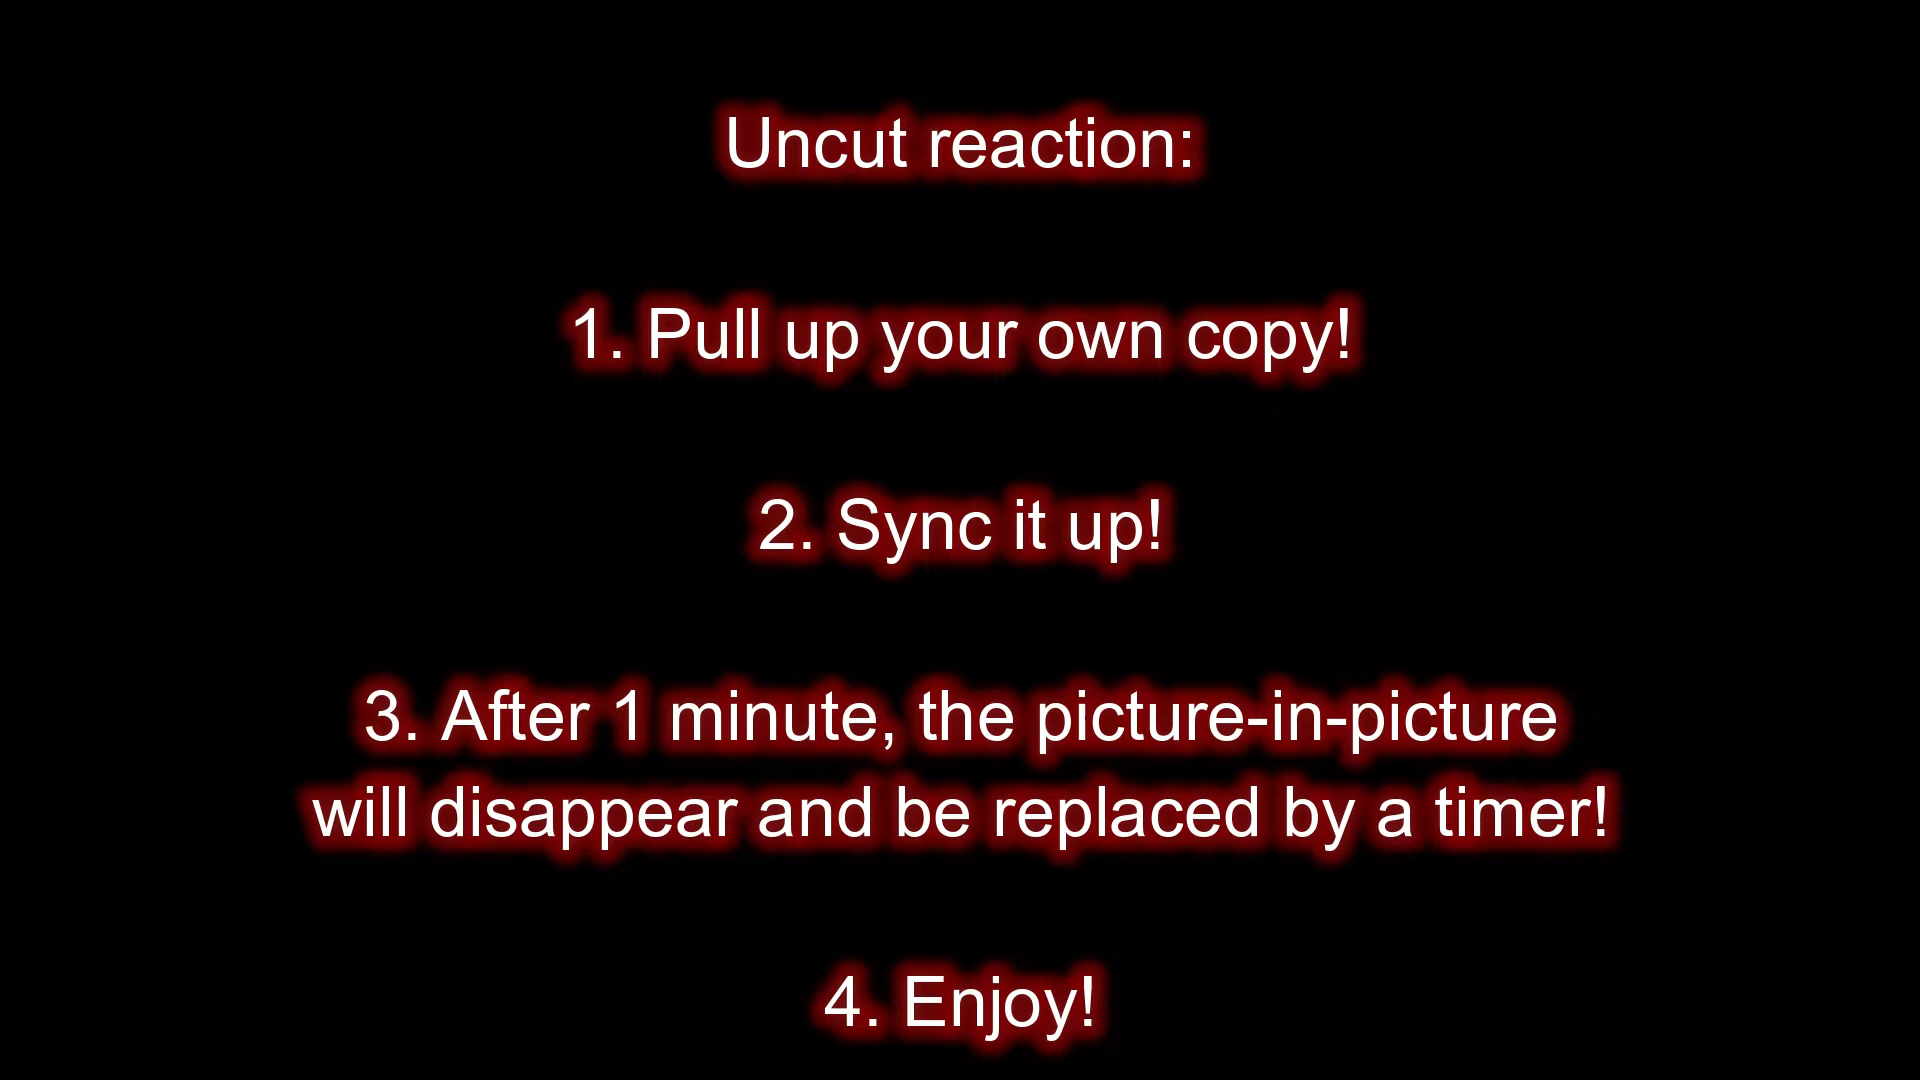 Uncut reaction:
1. Pull up your own copy!
2. Sync it up!
3. After 1 minute, the picture-in-picture
will disappear and be replaced by a timer!
4. Enjoy!